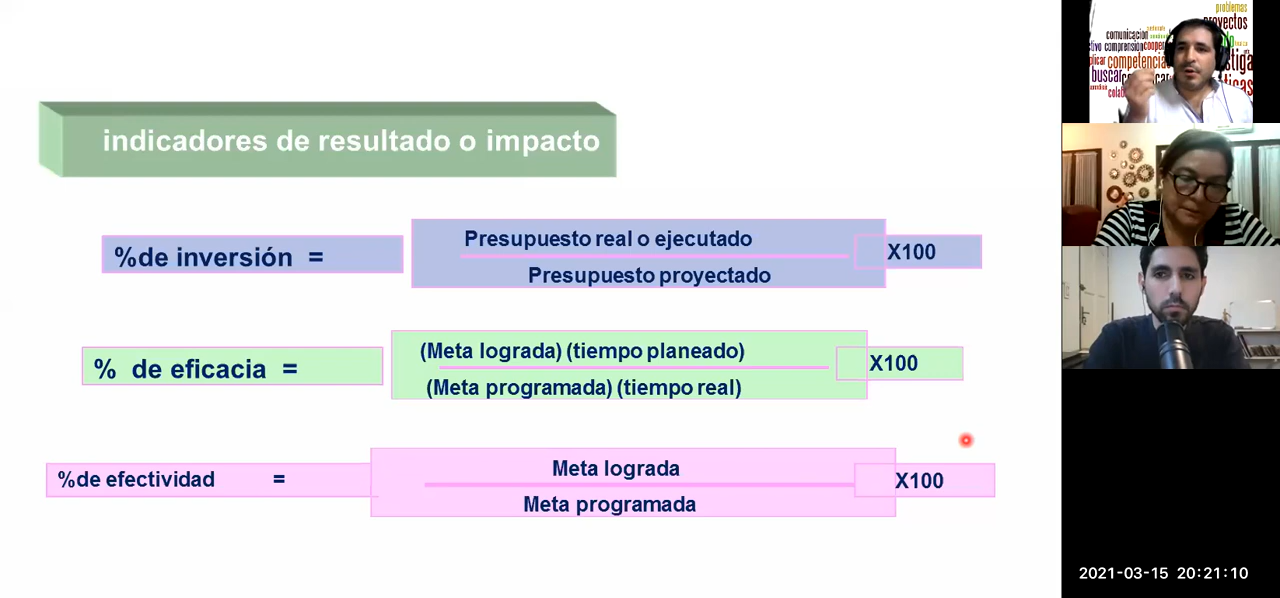 indicadores de resultado o impacto
%de inversión =
Presupuesto real o ejecutado
Presupuesto proyectado
X100
% de eficacia =
(Meta lograda) (tiempo planeado)
(Meta programada) (tiempo real)
X100
%de efectividad =
Meta lograda
Meta programada
X100
problemas
proyectos
comunicación
comprensión
competencias
buscar
2021-03-15 20:21:10